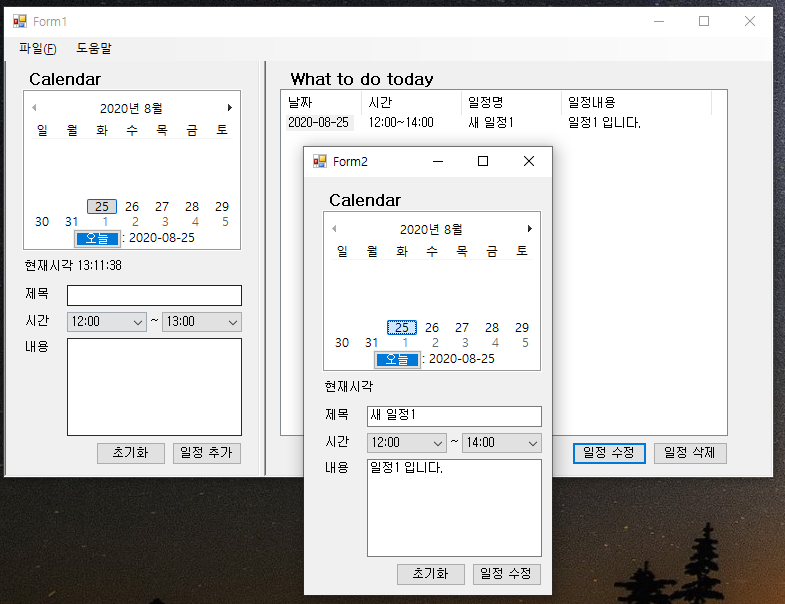 Form1
파일(F) 도움말
Calendar
2020년 8월
일 월 화 수 목 금 토
25 26 27 28 29
30 31 1 2 3 4 5
오늘 : 2020-08-25
현재시각 13:11:38
제목
시간 12:00 ~ 13:00
내용
초기화 일정 추가
What to do today
날짜 시간 일정명 일정내용
2020-08-25 12:00~14:00 새 일정1 일정1 입니다.
일정 수정 일정 삭제
Form2
Calendar
2020년 8월
일 월 화 수 목 금 토
25 26 27 28 29
30 31 1 2 3 4 5
오늘 : 2020-08-25
현재시각
제목 새 일정1
시간 12:00 ~ 14:00
내용 일정1 입니다.
초기화 일정 수정